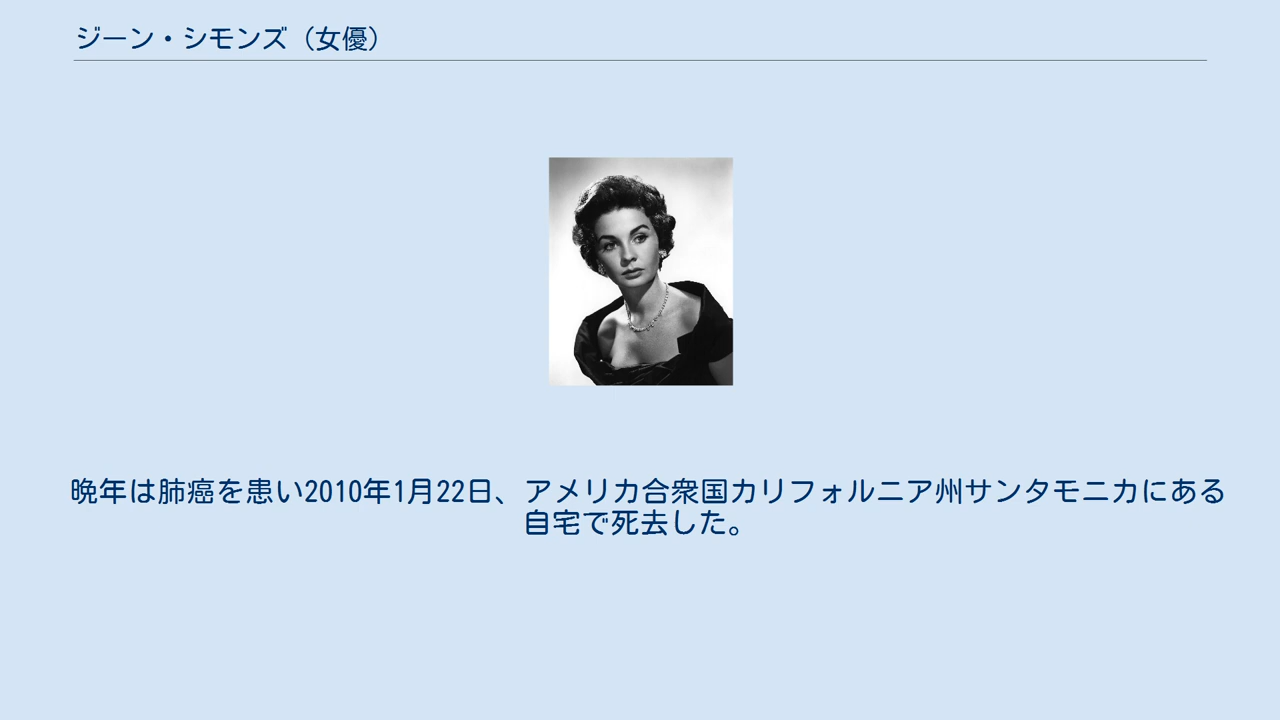 ジーン・シモンズ（女優）
晩年は肺癌を患い2010年1月22日、アメリカ合衆国カリフォルニア州サンタモニカにある
自宅で死去した。